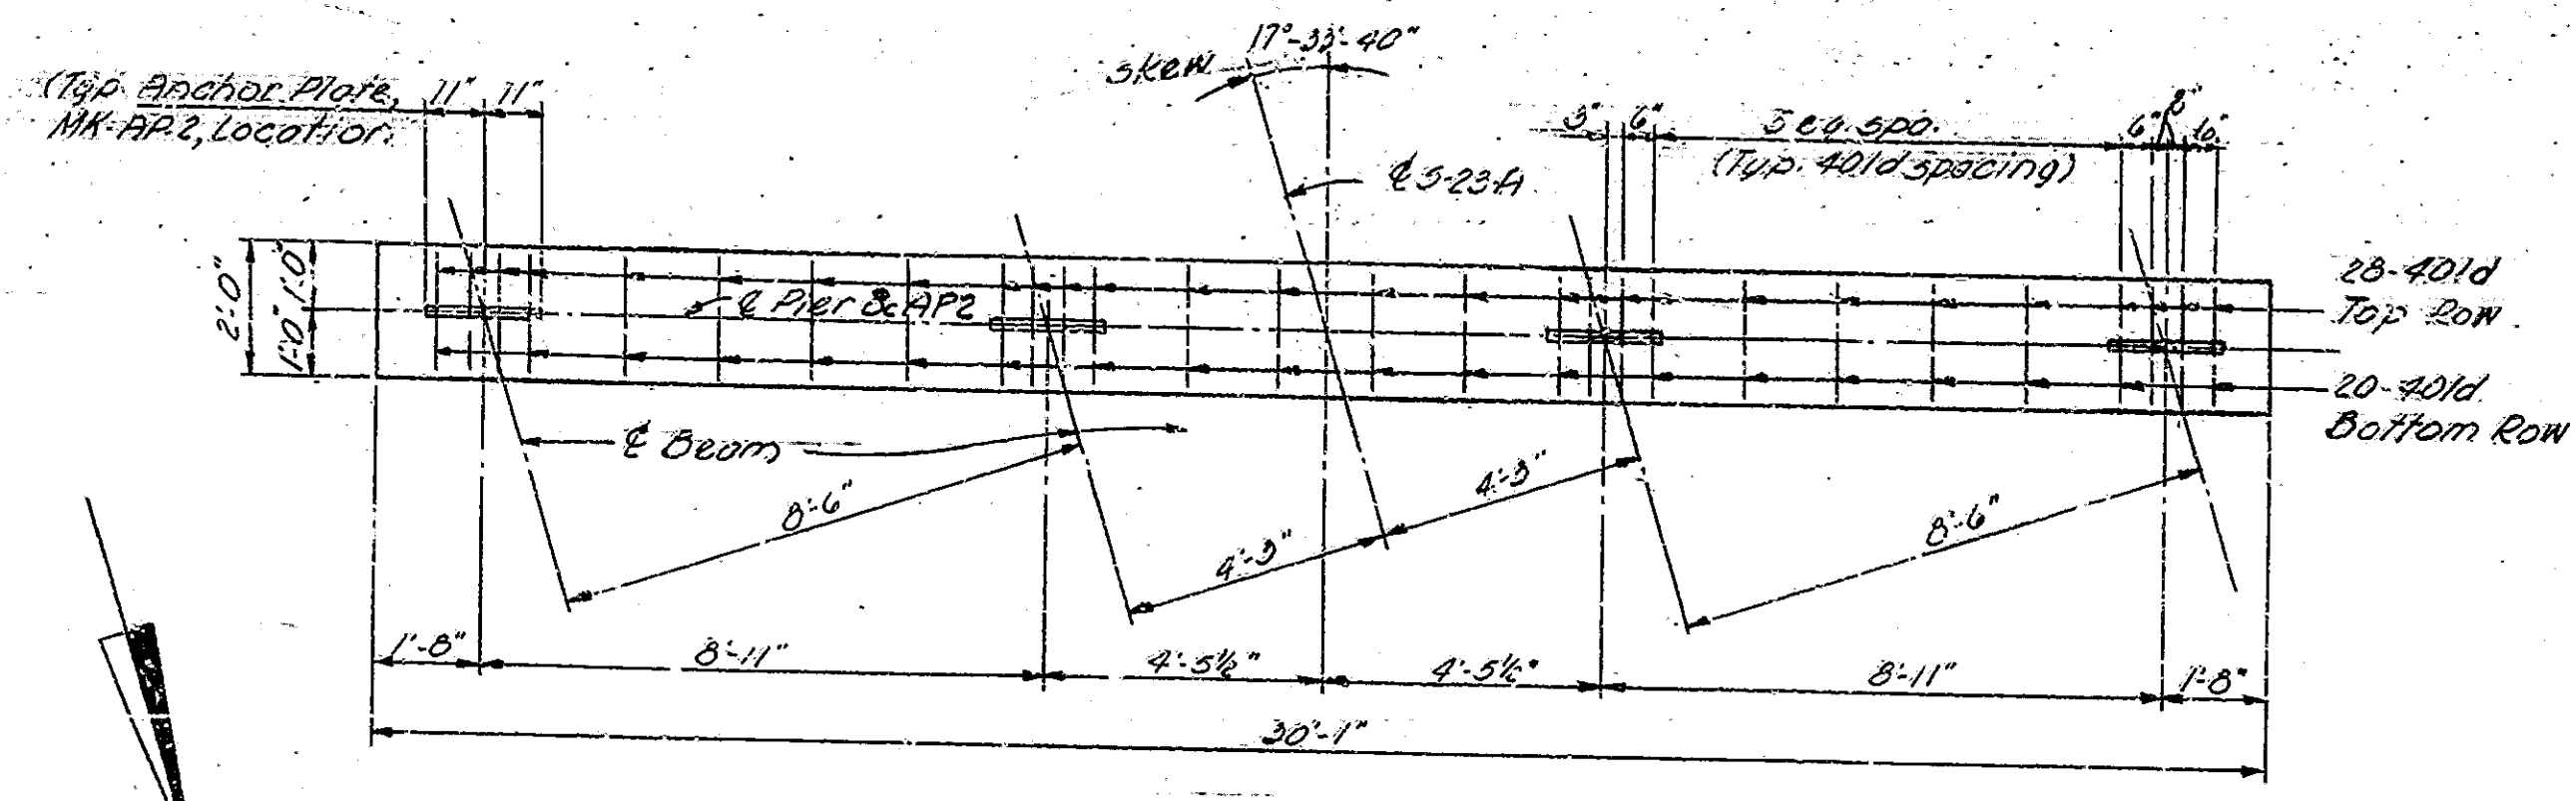 17°-33'-40"
skew
(Typ. Anchor Plate,
MK-AP2, Location.
11" 11"
3" 6"
5 eq. spa.
(Typ. 401d spacing)
6" 6"
℄ S-23-A
2'-0"
1'-0" 1'-0"
℄ Pier & ℄ AP2
28-401d
Top Row
20-401d
Bottom Row
℄ Beam
8'-6"
4'-3"
4'-3"
8'-6"
1'-8"
8'-11"
4'-5½"
4'-5½"
8'-11"
1'-8"
30'-1"